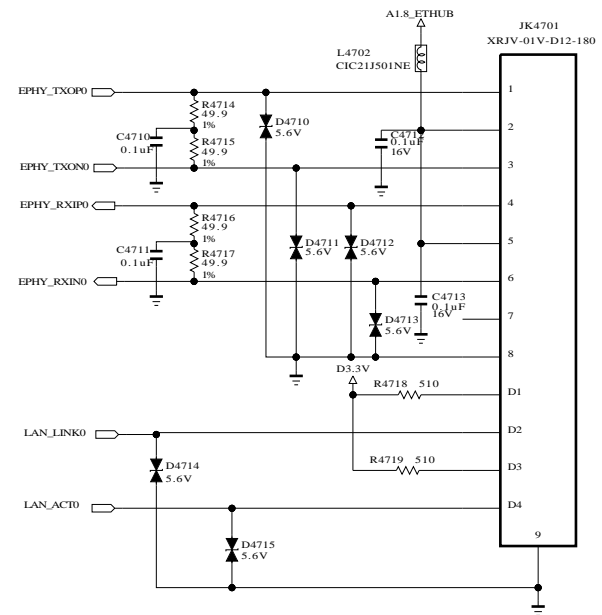 A1.8_ETHUB
JK4701
XRJV-01V-D12-180
L4702
CIC21J501NE
EPHY_TXOP0
1
R4714
49.9
1%
D4710
5.6V
2
C4710
0.1uF
R4715
49.9
1%
0.1uF
16V
EPHY_TXON0
3
EPHY_RXIP0
4
R4716
49.9
1%
C4711
0.1uF
R4717
49.9
1%
D4711
5.6V
D4712
5.6V
5
EPHY_RXIN0
6
C4713
0.1uF
16V
D4713
5.6V
7
8
D3.3V
R4718 510
D1
LAN_LINK0
D2
D4714
5.6V
R4719 510
D3
LAN_ACT0
D4
D4715
5.6V
9